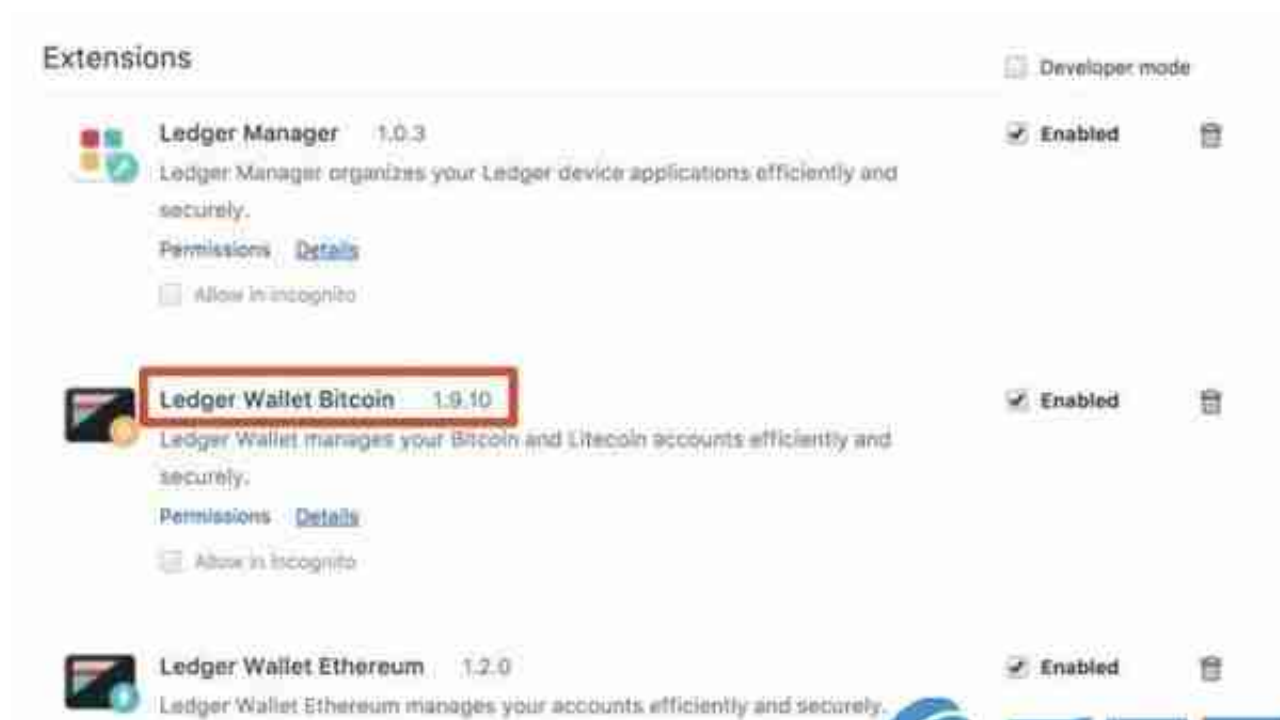 Extensions
Developer mode
Ledger Manager 1.0.3
Enabled
Ledger Manager organizes your Ledger device applications efficiently and
securely.
Permissions Details
Allow in incognito
Ledger Wallet Bitcoin 1.9.10
Enabled
Ledger Wallet manages your Bitcoin and Litecoin accounts efficiently and
securely.
Permissions Details
Allow in incognito
Ledger Wallet Ethereum 1.2.0
Enabled
Ledger Wallet Ethereum manages your accounts efficiently and securely.